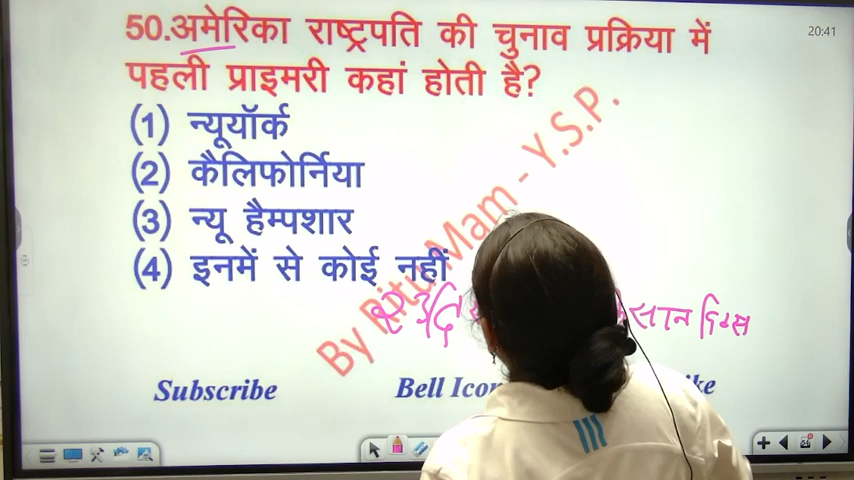 20:41
50.अमेरिका राष्ट्रपति की चुनाव प्रक्रिया में
पहली प्राइमरी कहां होती है?
(1) न्यूयॉर्क
(2) कैलिफोर्निया
(3) न्यू हैम्पशार
(4) इनमें से कोई नहीं
By Ritu Mam - Y.S.P.
Subscribe
Bell Icon